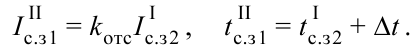 I^{II}_{с.з1} = k_{отс} I^{I}_{с.з2} , t^{II}_{с.з1} = t^{I}_{с.з2} + Δt .